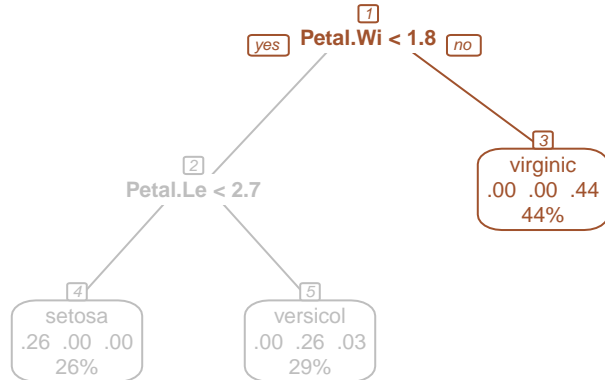 1
yes Petal.Wi < 1.8 no
3
virginic
.00 .00 .44
44%
2
Petal.Le < 2.7
4
setosa
.26 .00 .00
26%
5
versicol
.00 .26 .03
29%